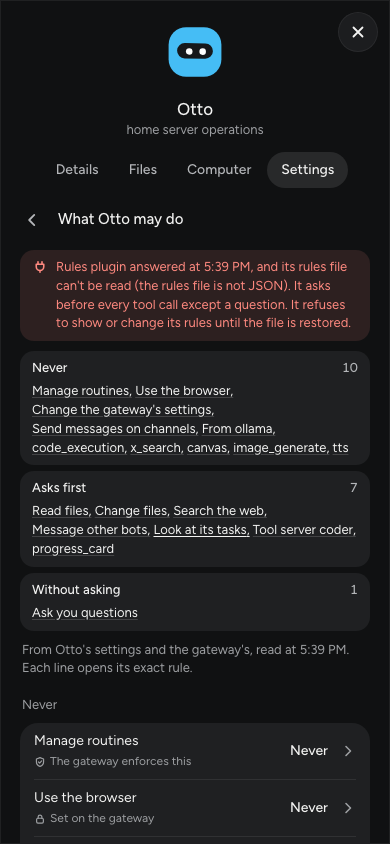 Otto
home server operations
Details Files Computer Settings
What Otto may do
Rules plugin answered at 5:39 PM, and its rules file
can't be read (the rules file is not JSON). It asks
before every tool call except a question. It refuses
to show or change its rules until the file is restored.
Never 10
Manage routines, Use the browser,
Change the gateway's settings,
Send messages on channels, From ollama,
code_execution, x_search, canvas, image_generate, tts
Asks first 7
Read files, Change files, Search the web,
Message other bots, Look at its tasks, Tool server coder,
progress_card
Without asking 1
Ask you questions
From Otto's settings and the gateway's, read at 5:39 PM.
Each line opens its exact rule.
Never
Manage routines Never
The gateway enforces this
Use the browser Never
Set on the gateway